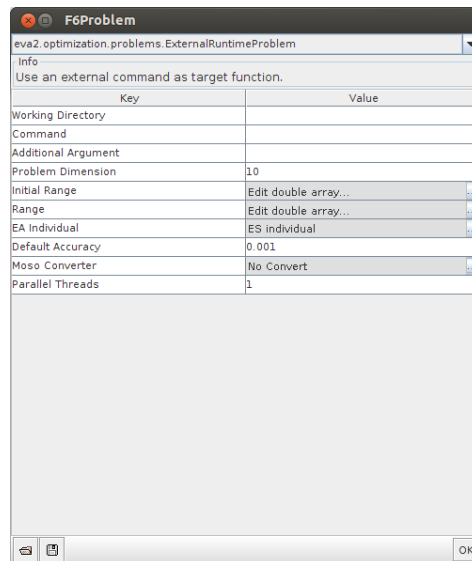 F6Problem
eva2.optimization.problems.ExternalRuntimeProblem
Info
Use an external command as target function.
Key Value
Working Directory
Command
Additional Argument
Problem Dimension 10
Initial Range Edit double array...
Range Edit double array...
EA Individual ES individual
Default Accuracy 0.001
Moso Converter No Convert
Parallel Threads 1
OK